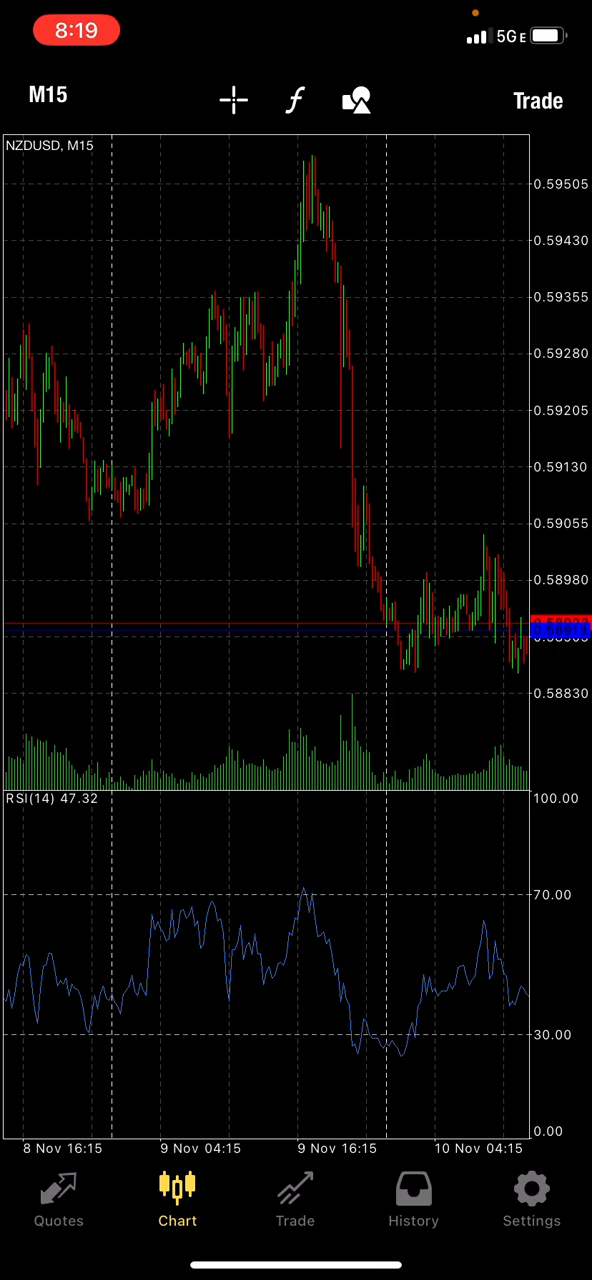 8:19
5GE
M15
f
Trade
NZDUSD, M15
0.59505
0.59430
0.59355
0.59280
0.59205
0.59130
0.59055
0.58980
0.58830
RSI(14) 47.32
100.00
70.00
30.00
0.00
8 Nov 16:15 9 Nov 04:15 9 Nov 16:15 10 Nov 04:15
Quotes Chart Trade History Settings